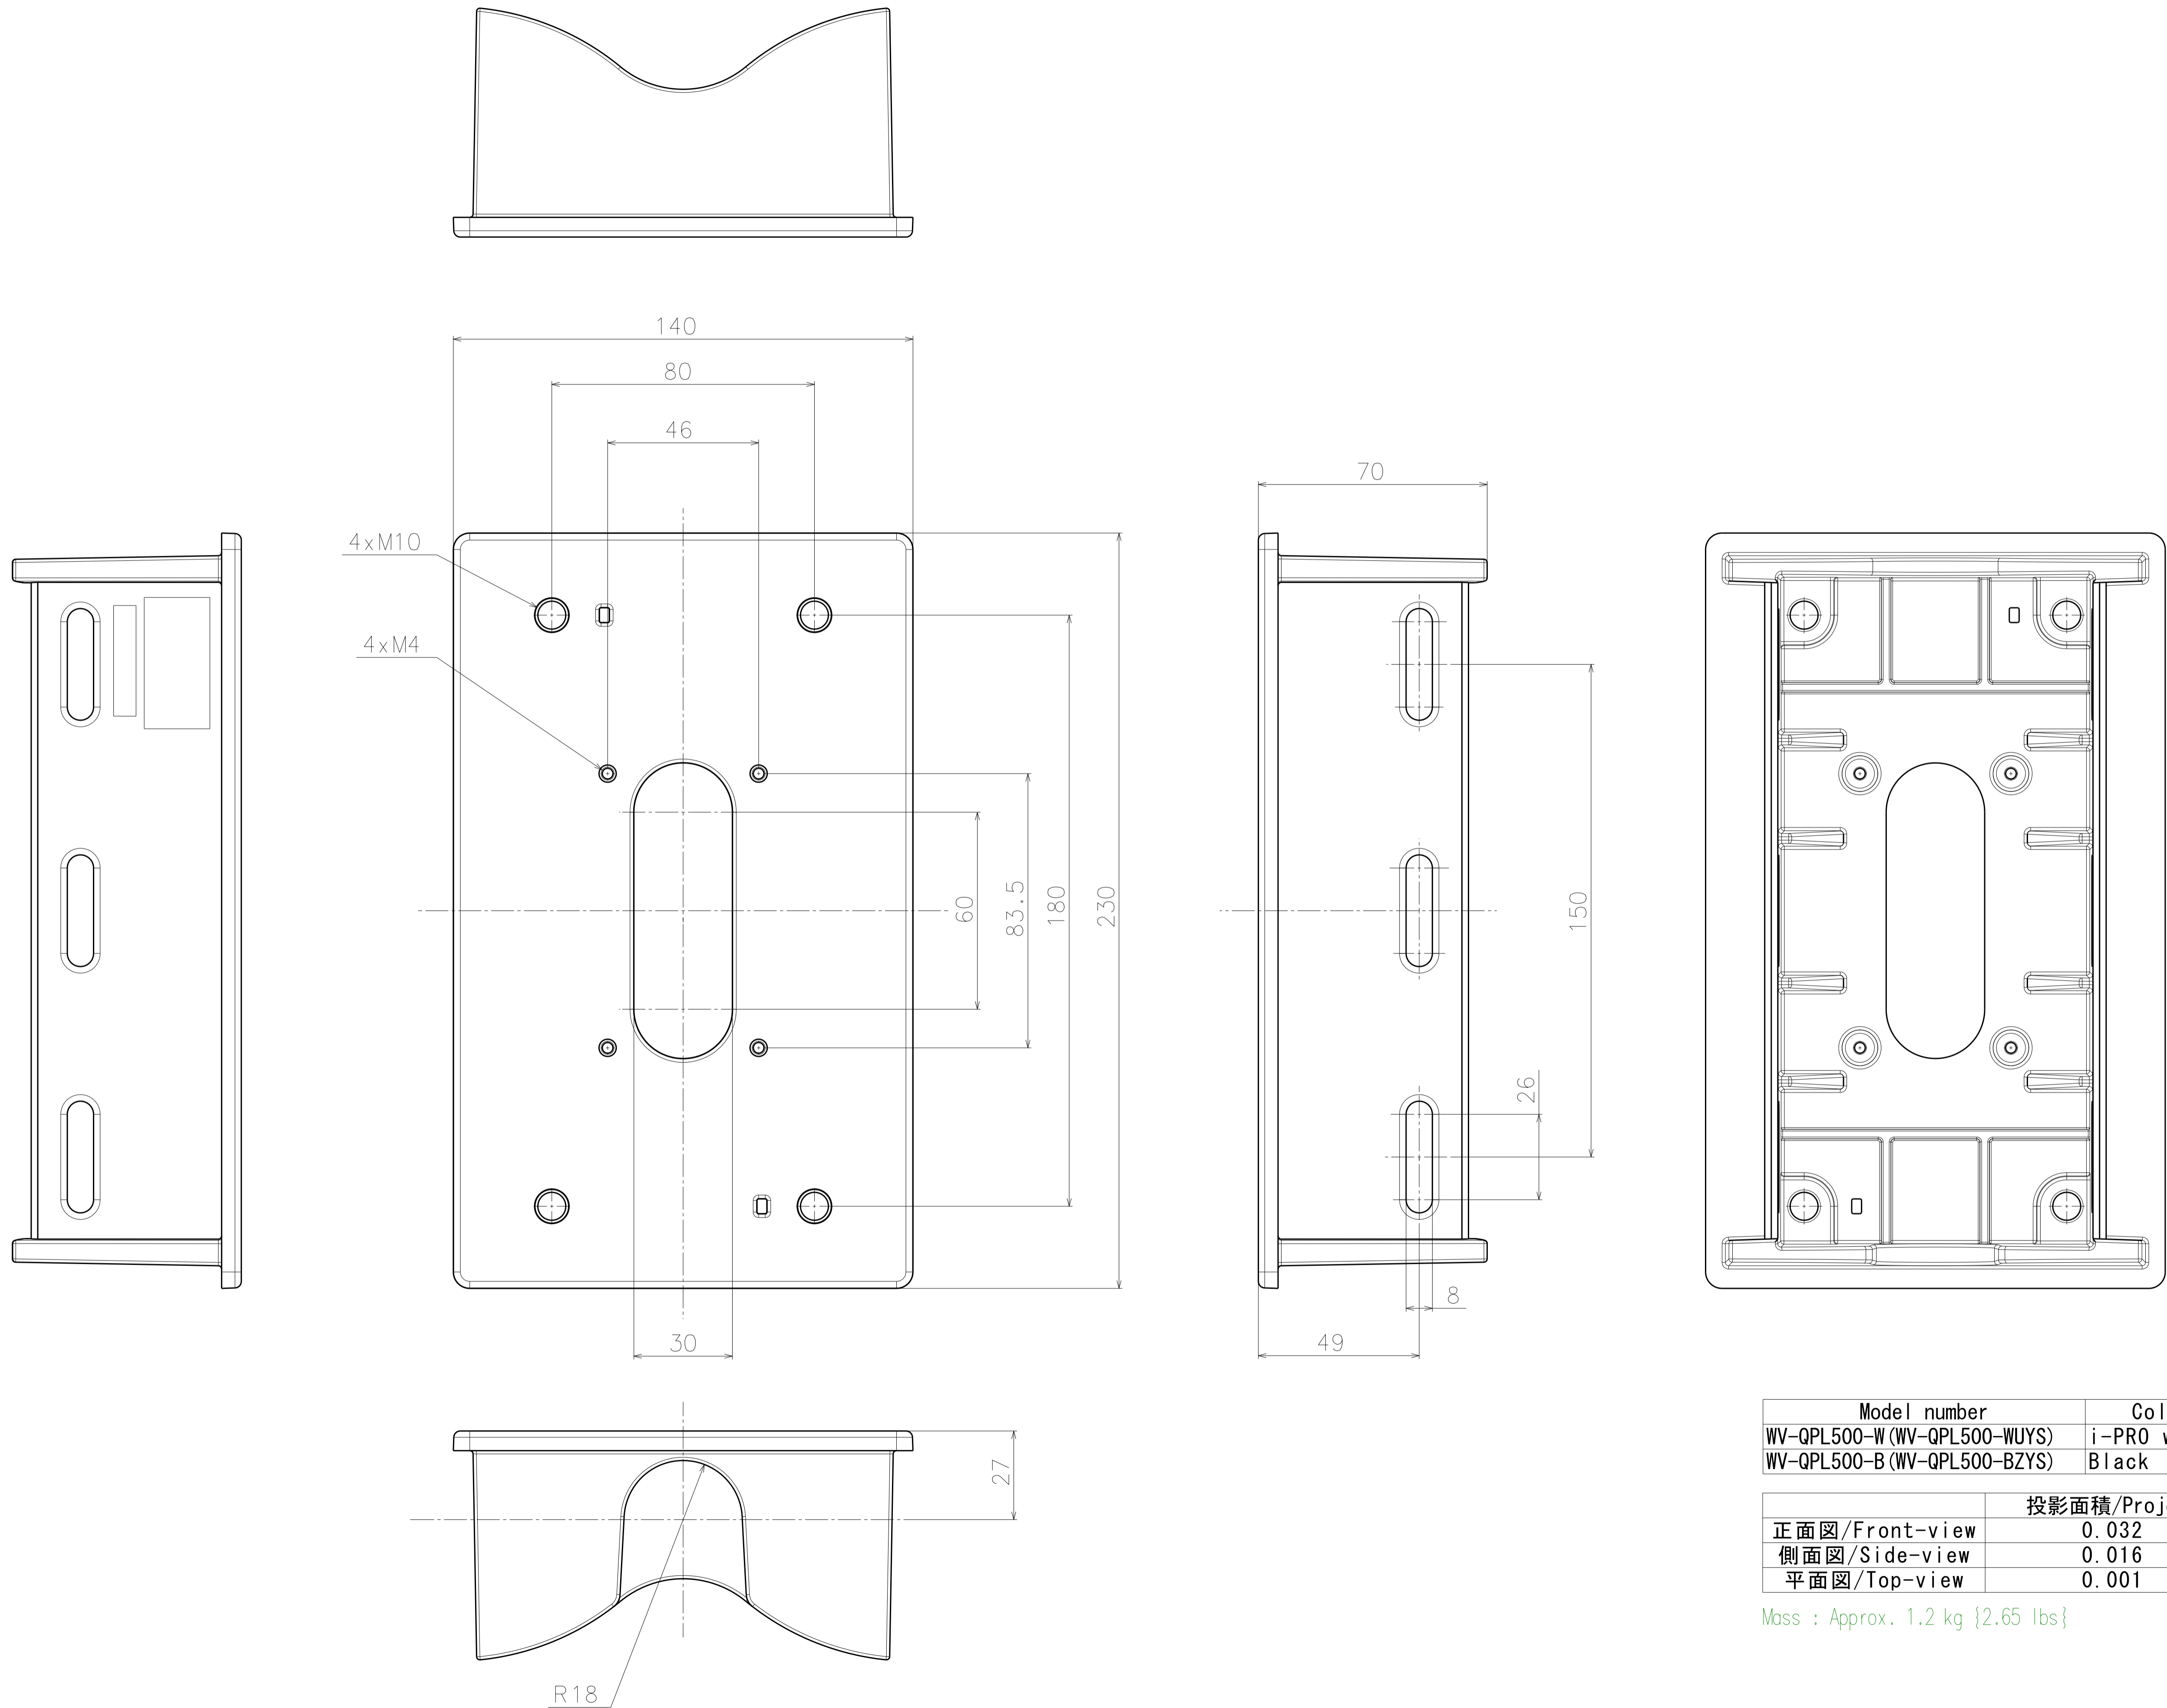 140
80
46
70
4xM10
4xM4
60
83.5
180
230
150
26
8
49
30
27
R18
Model number Col
WV-QPL500-W(WV-QPL500-WUYS) i-PRO w
WV-QPL500-B(WV-QPL500-BZYS) Black
投影面積/Proj
正面図/Front-view 0.032
側面図/Side-view 0.016
平面図/Top-view 0.001
Mass : Approx. 1.2 kg {2.65 lbs}